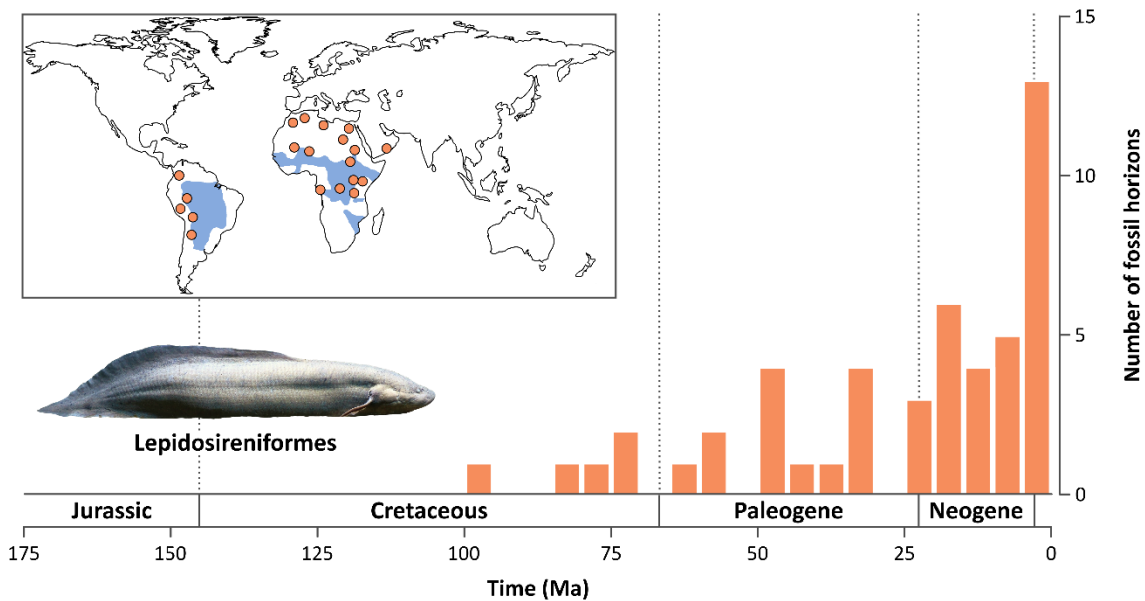 15
10
5
0
Number of fossil horizons
Lepidosireniformes
Jurassic
Cretaceous
Paleogene
Neogene
175
150
125
100
75
50
25
0
Time (Ma)